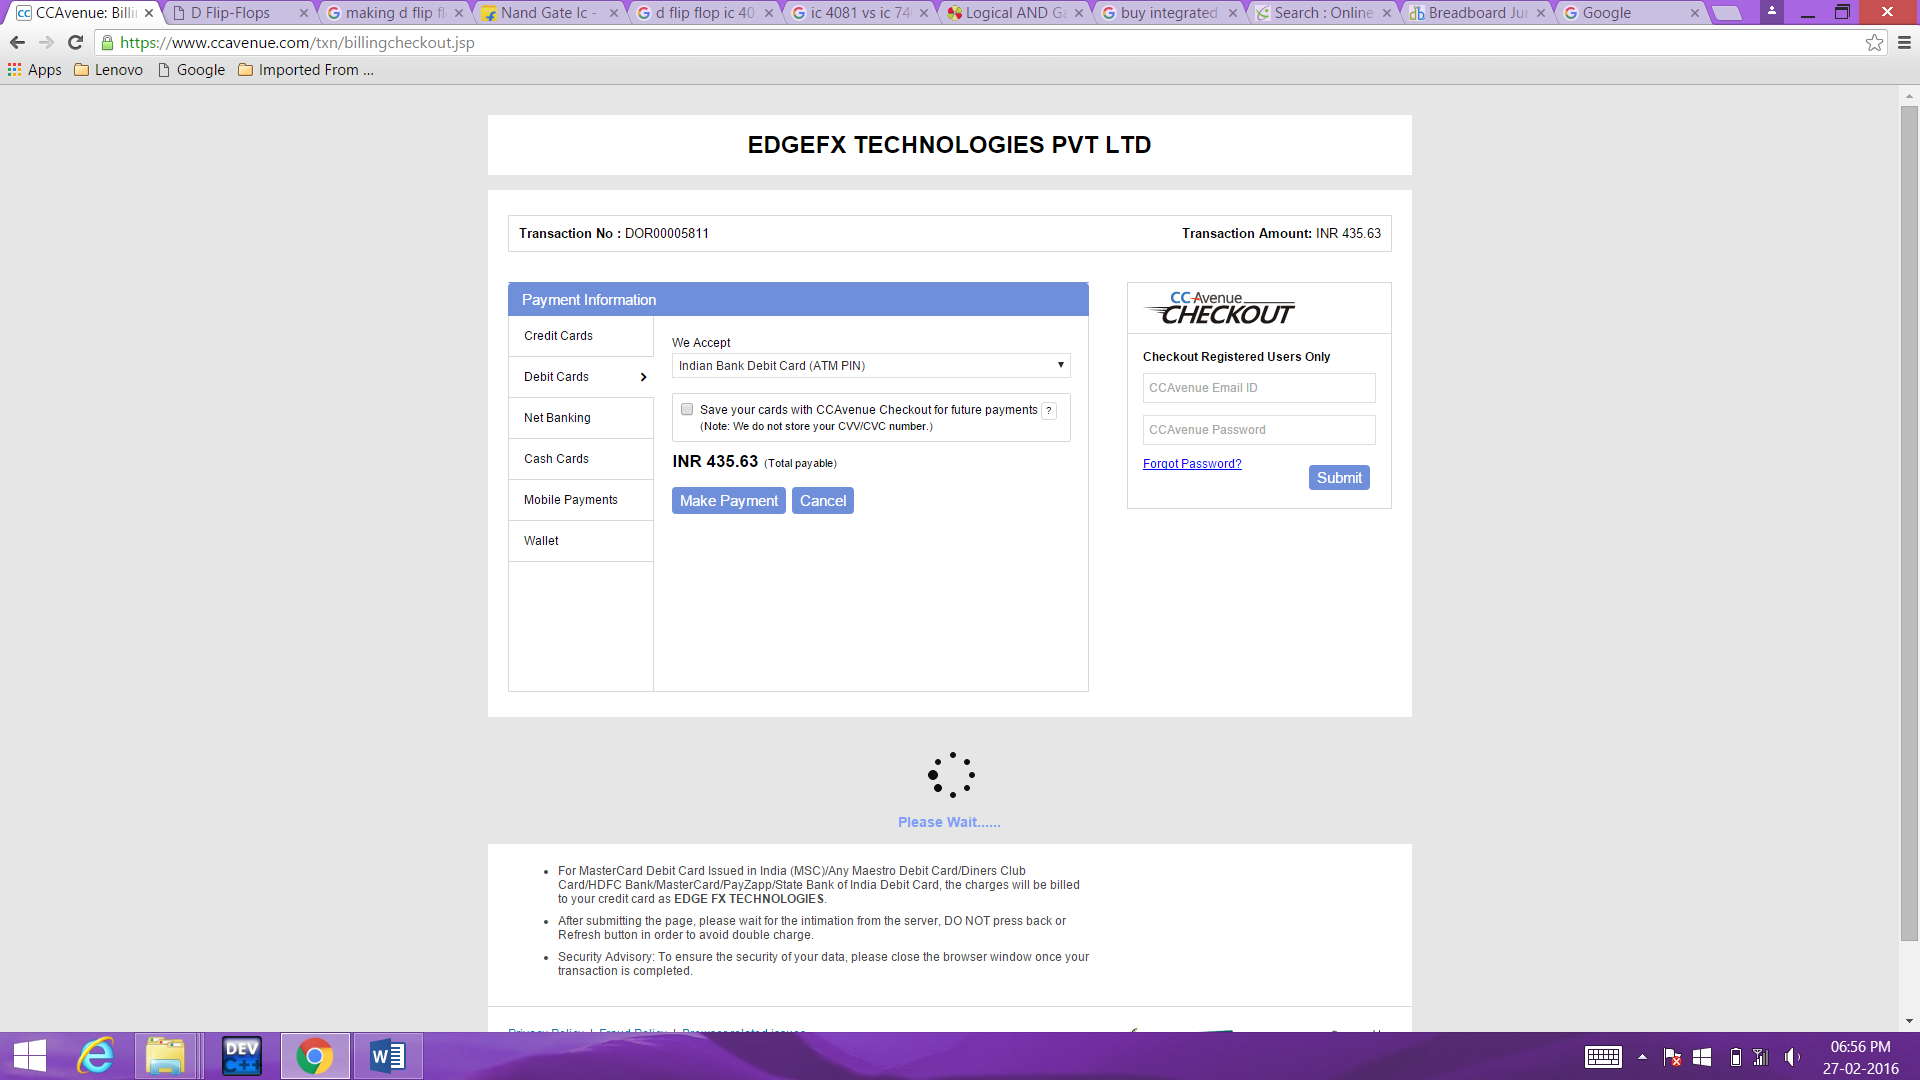 CCAvenue: Billi
D Flip-Flops
making d flip fl
Nand Gate Ic -
d flip flop ic 40
ic 4081 vs ic 74
Logical AND Ga
buy integrated
Search : Online
Breadboard Ju
Google
https://www.ccavenue.com/txn/billingcheckout.jsp
Apps
Lenovo
Google
Imported From ...
EDGEFX TECHNOLOGIES PVT LTD
Transaction No : DOR00005811
Transaction Amount: INR 435.63
Payment Information
Credit Cards
Debit Cards
Net Banking
Cash Cards
Mobile Payments
Wallet
We Accept
Indian Bank Debit Card (ATM PIN)
Save your cards with CCAvenue Checkout for future payments ?
(Note: We do not store your CVV/CVC number.)
INR 435.63 (Total payable)
Make Payment
Cancel
CCAvenue
CHECKOUT
Checkout Registered Users Only
CCAvenue Email ID
CCAvenue Password
Forgot Password?
Submit
Please Wait......
For MasterCard Debit Card Issued in India (MSC)/Any Maestro Debit Card/Diners Club
Card/HDFC Bank/MasterCard/PayZapp/State Bank of India Debit Card, the charges will be billed
to your credit card as EDGE FX TECHNOLOGIES.
After submitting the page, please wait for the intimation from the server, DO NOT press back or
Refresh button in order to avoid double charge.
Security Advisory: To ensure the security of your data, please close the browser window once your
transaction is completed.
Privacy Policy | Fraud Policy | Browser related issues
DEV
C++
06:56 PM
27-02-2016